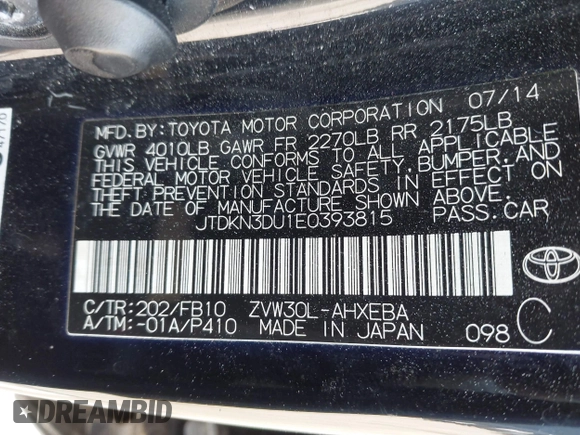 07/14
MFD.BY:TOYOTA MOTOR CORPORATION
GVWR 4010LB GAWR FR 2270LB RR 2175LB
THIS VEHICLE CONFORMS TO ALL APPLICABLE
FEDERAL MOTOR VEHICLE SAFETY,BUMPER,AND
THEFT PREVENTION STANDARDS IN EFFECT ON
THE DATE OF MANUFACTURE SHOWN ABOVE.
JTDKN3DU1E0393815 PASS.CAR
C/TR:202/FB10 ZVW30L-AHXEBA
A/TM:-01A/P410 MADE IN JAPAN 098 C
TOYOTA
DREAMBID